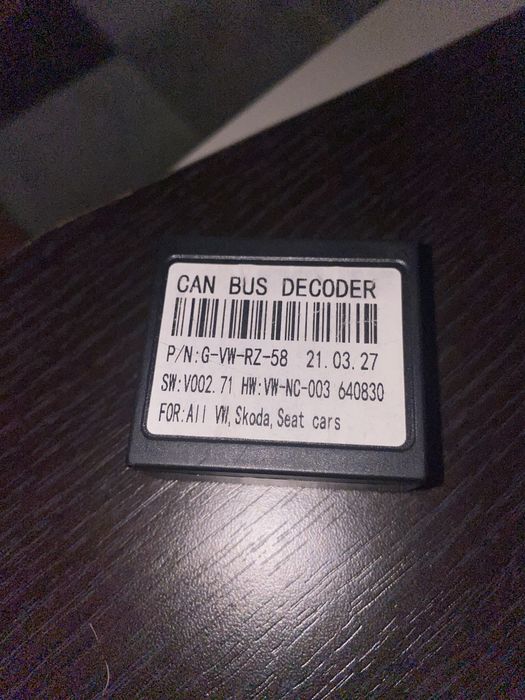 CAN BUS DECODER
P/N:G-VW-RZ-58 21.03.27
SW:V002.71 HW:VW-NC-003 640830
FOR:All VW,Skoda,Seat cars